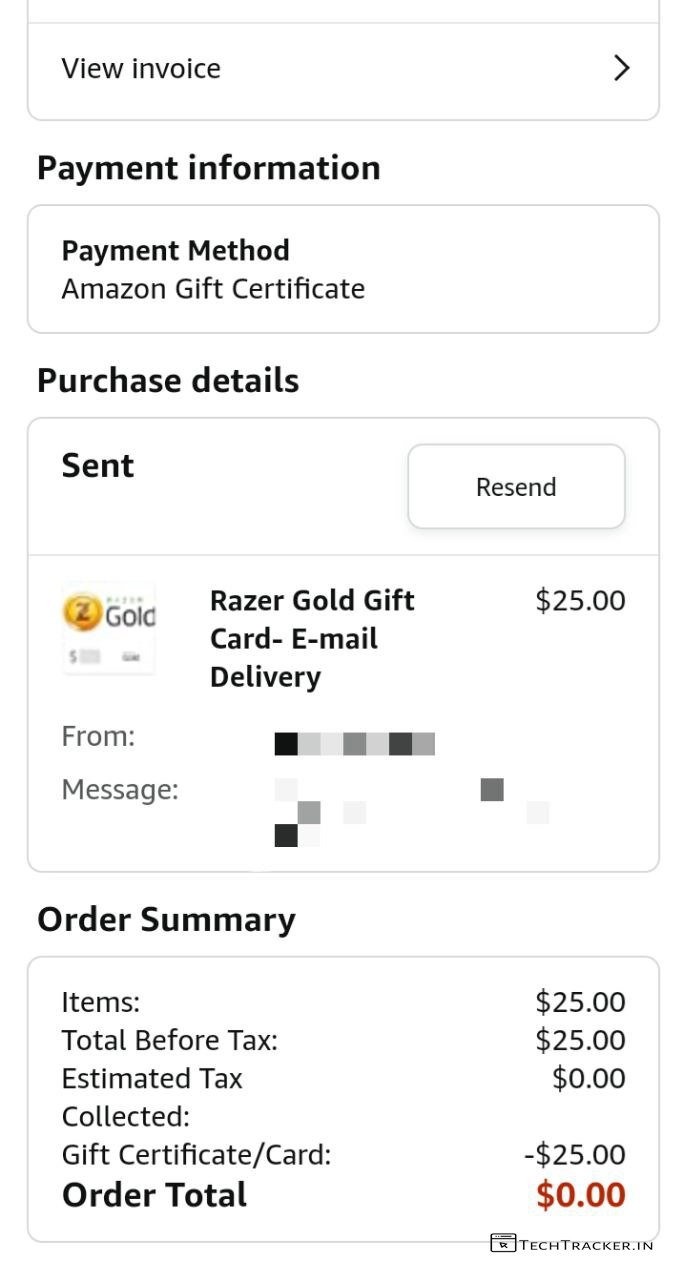 View invoice
Payment information
Payment Method
Amazon Gift Certificate
Purchase details
Sent
Resend
RAZER
Gold
$
Razer Gold Gift $25.00
Card- E-mail
Delivery
From:
Message:
Order Summary
Items: $25.00
Total Before Tax: $25.00
Estimated Tax $0.00
Collected:
Gift Certificate/Card: -$25.00
Order Total $0.00
TECHTRACKER.IN